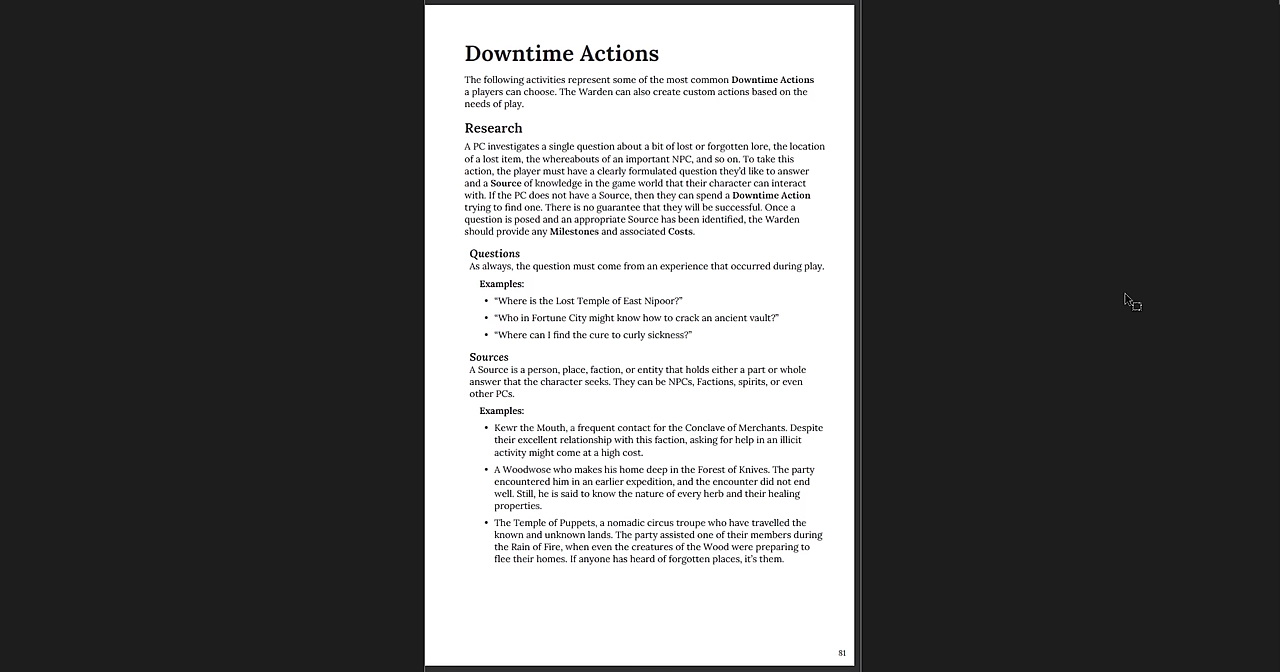 Downtime Actions
The following activities represent some of the most common Downtime Actions
a players can choose. The Warden can also create custom actions based on the
needs of play.
Research
A PC investigates a single question about a bit of lost or forgotten lore, the location
of a lost item, the whereabouts of an important NPC, and so on. To take this
action, the player must have a clearly formulated question they'd like to answer
and a Source of knowledge in the game world that their character can interact
with. If the PC does not have a Source, then they can spend a Downtime Action
trying to find one. There is no guarantee that they will be successful. Once a
question is posed and an appropriate Source has been identified, the Warden
should provide any Milestones and associated Costs.
Questions
As always, the question must come from an experience that occurred during play.
Examples:
• “Where is the Lost Temple of East Nipoor?”
• “Who in Fortune City might know how to crack an ancient vault?”
• “Where can I find the cure to curly sickness?”
Sources
A Source is a person, place, faction, or entity that holds either a part or whole
answer that the character seeks. They can be NPCs, Factions, spirits, or even
other PCs.
Examples:
• Kewr the Mouth, a frequent contact for the Conclave of Merchants. Despite
their excellent relationship with this faction, asking for help in an illicit
activity might come at a high cost.
• A Woodwose who makes his home deep in the Forest of Knives. The party
encountered him in an earlier expedition, and the encounter did not end
well. Still, he is said to know the nature of every herb and their healing
properties.
• The Temple of Puppets, a nomadic circus troupe who have travelled the
known and unknown lands. The party assisted one of their members during
the Rain of Fire, when even the creatures of the Wood were preparing to
flee their homes. If anyone has heard of forgotten places, it's them.
81